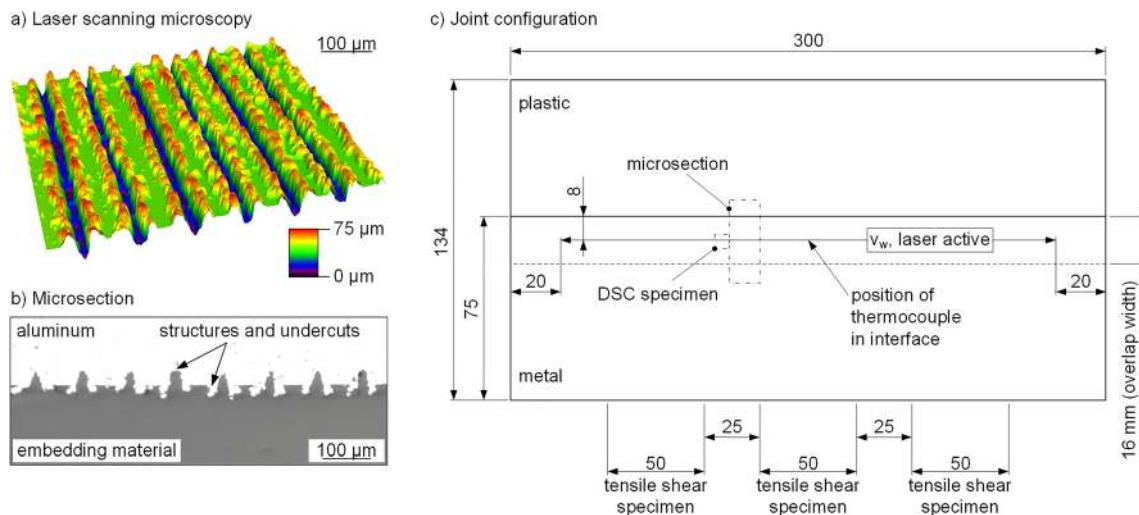 a) Laser scanning microscopy
100 µm
75 µm
0 µm
b) Microsection
aluminum
structures and undercuts
embedding material
100 µm
c) Joint configuration
300
plastic
microsection
8
134
v_w, laser active
20
20
DSC specimen
position of
thermocouple
in interface
75
metal
16 mm (overlap width)
25
25
50
50
50
tensile shear
specimen
tensile shear
specimen
tensile shear
specimen